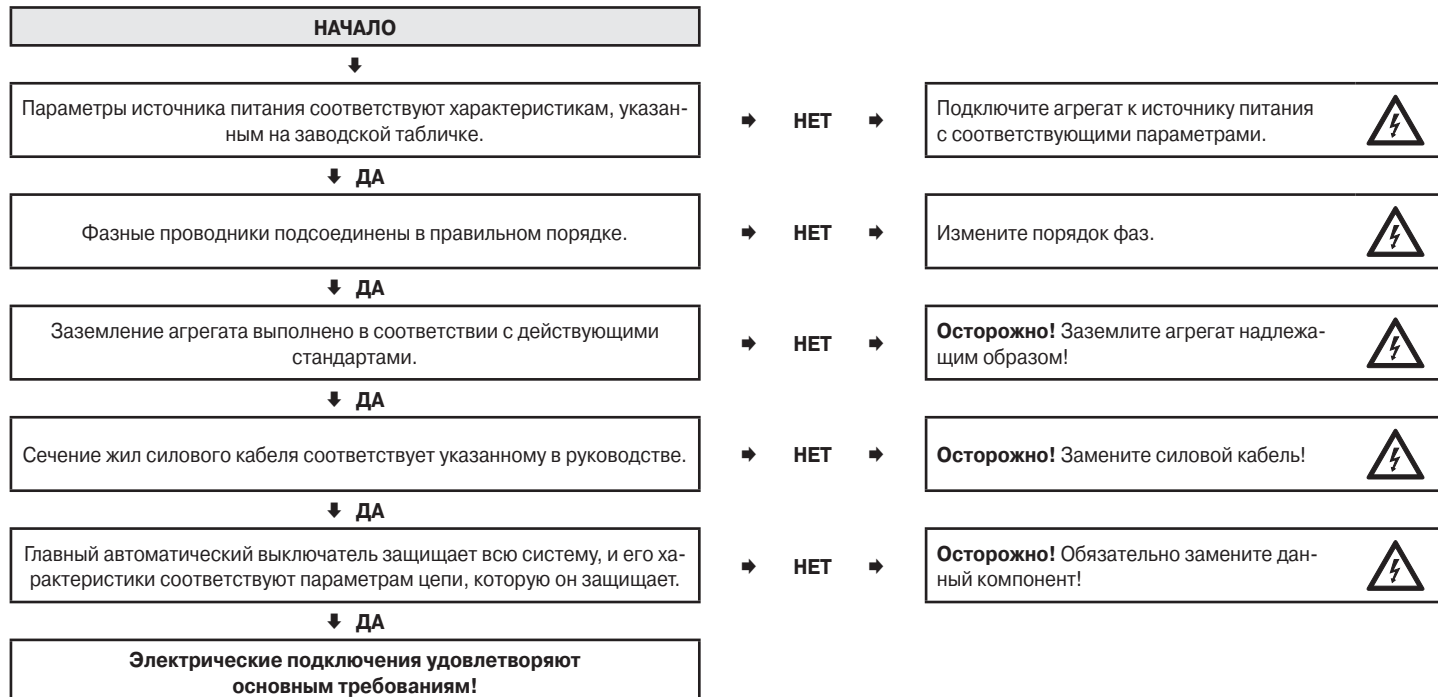 НАЧАЛО
Параметры источника питания соответствуют характеристикам, указан-
ным на заводской табличке.
НЕТ
Подключите агрегат к источнику питания
с соответствующими параметрами.
ДА
Фазные проводники подсоединены в правильном порядке.
НЕТ
Измените порядок фаз.
ДА
Заземление агрегата выполнено в соответствии с действующими
стандартами.
НЕТ
Осторожно! Заземлите агрегат надлежа-
щим образом!
ДА
Сечение жил силового кабеля соответствует указанному в руководстве.
НЕТ
Осторожно! Замените силовой кабель!
ДА
Главный автоматический выключатель защищает всю систему, и его ха-
рактеристики соответствуют параметрам цепи, которую он защищает.
НЕТ
Осторожно! Обязательно замените дан-
ный компонент!
ДА
Электрические подключения удовлетворяют
основным требованиям!